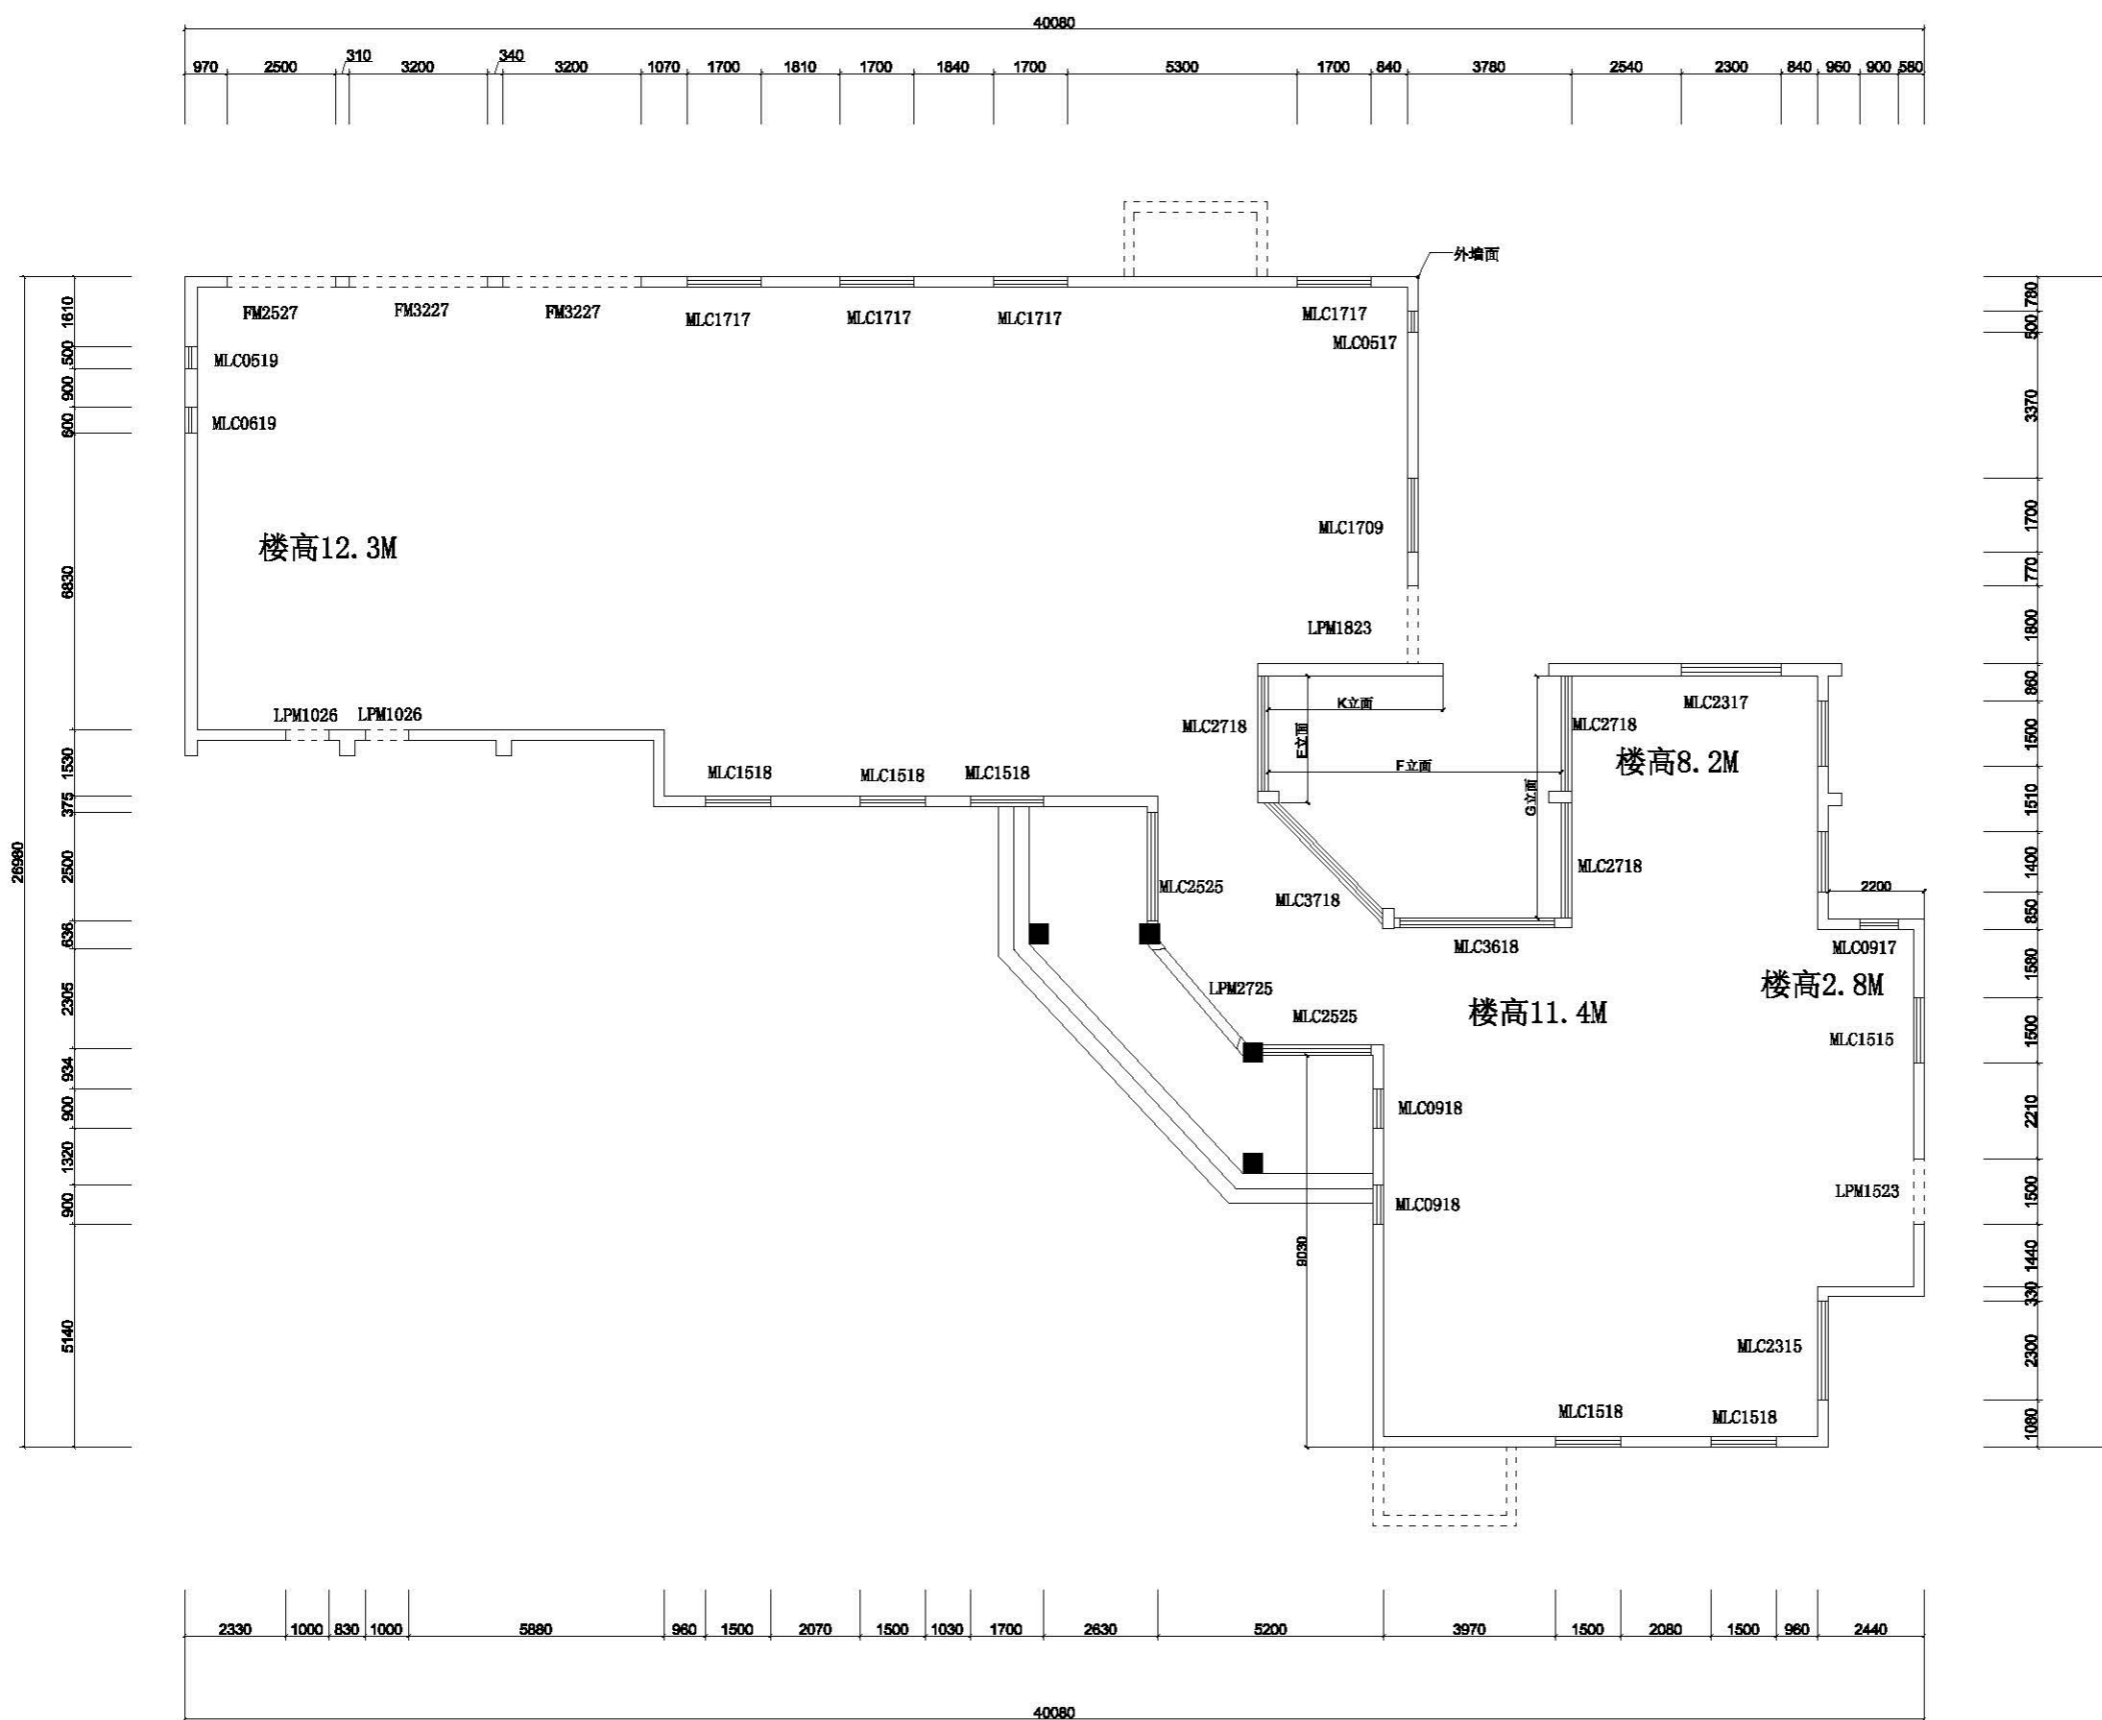 40080
970 2500 310 3200 340 3200 1070 1700 1810 1700 1840 1700 5300 1700 840 3780 2540 2300 840 960 900 580
外墙面
FM2527 FM3227 FM3227 MLC1717 MLC1717 MLC1717 MLC1717
MLC0517
MLC0519
MLC0619
MLC1709
楼高12.3M
LPM1823
LPM1026 LPM1026
MLC2718 K立面 E立面 F立面 G立面 MLC2718 MLC2317
楼高8.2M
MLC1518 MLC1518 MLC1518
MLC2718
MLC2525
MLC3718
2200
MLC3618 MLC0917
LPM2725
楼高2.8M
MLC2525
楼高11.4M
MLC1515
MLC0918
MLC0918
LPM1523
9030
MLC2315
MLC1518 MLC1518
26980
1610
500
900
600
6830
1530
375
2500
636
2305
934
900
1320
900
5140
780
500
3370
1700
770
1800
860
1500
1510
1400
850
1580
1500
2210
1500
1440
330
2300
1080
2330 1000 830 1000 5880 960 1500 2070 1500 1030 1700 2630 5200 3970 1500 2080 1500 960 2440
40080